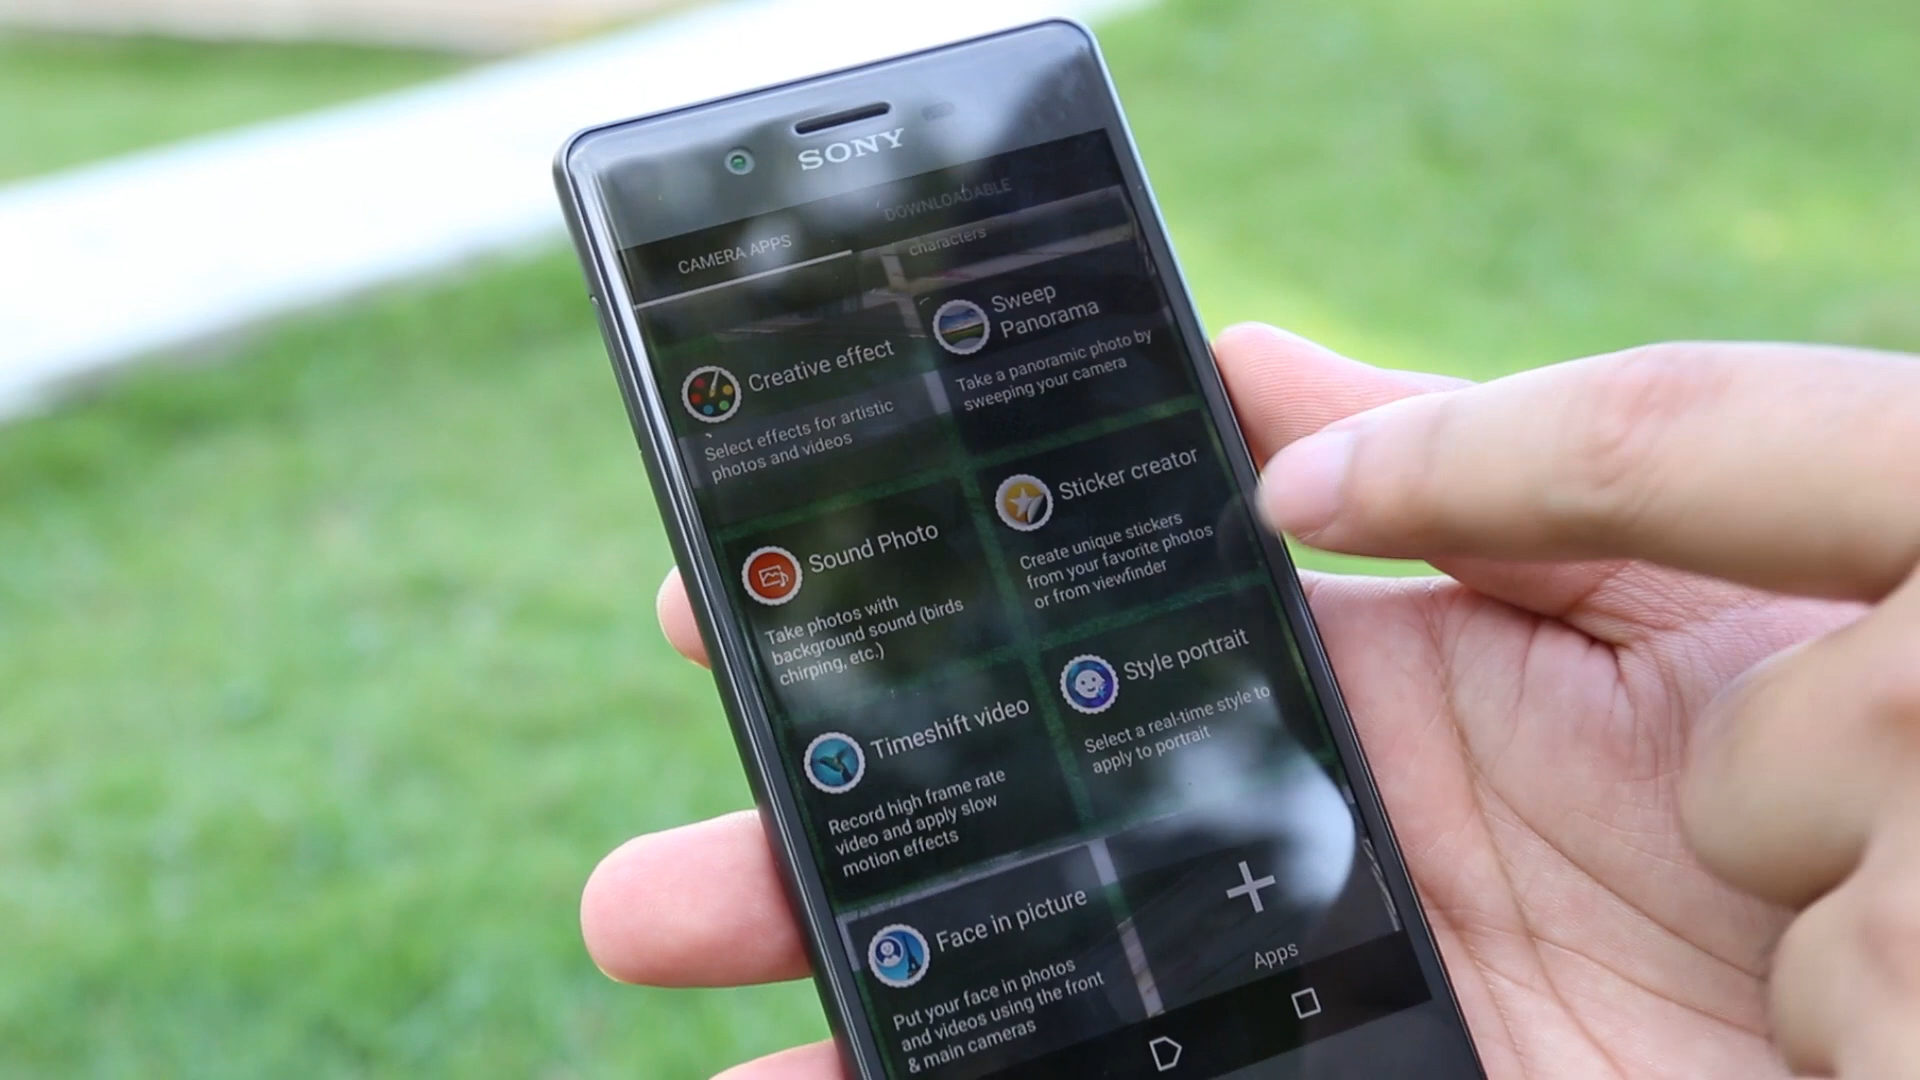 SONY
CAMERA APPS
DOWNLOADABLE
characters
Creative effect
Select effects for artistic
photos and videos
Sweep
Panorama
Take a panoramic photo by
sweeping your camera
Sound Photo
Take photos with
background sound (birds
chirping, etc.)
Sticker creator
Create unique stickers
from your favorite photos
or from viewfinder
Timeshift video
Record high frame rate
video and apply slow
motion effects
Style portrait
Select a real-time style to
apply to portrait
Face in picture
Put your face in photos
and videos using the front
& main cameras
Apps